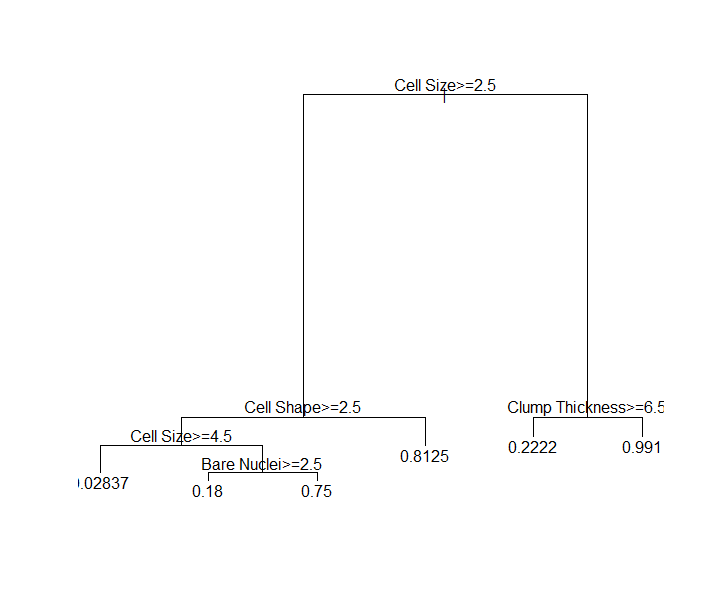 Cell Size>=2.5
Cell Shape>=2.5
Clump Thickness>=6.5
Cell Size>=4.5
0.8125
0.2222
0.991
Bare Nuclei>=2.5
.02837
0.18
0.75